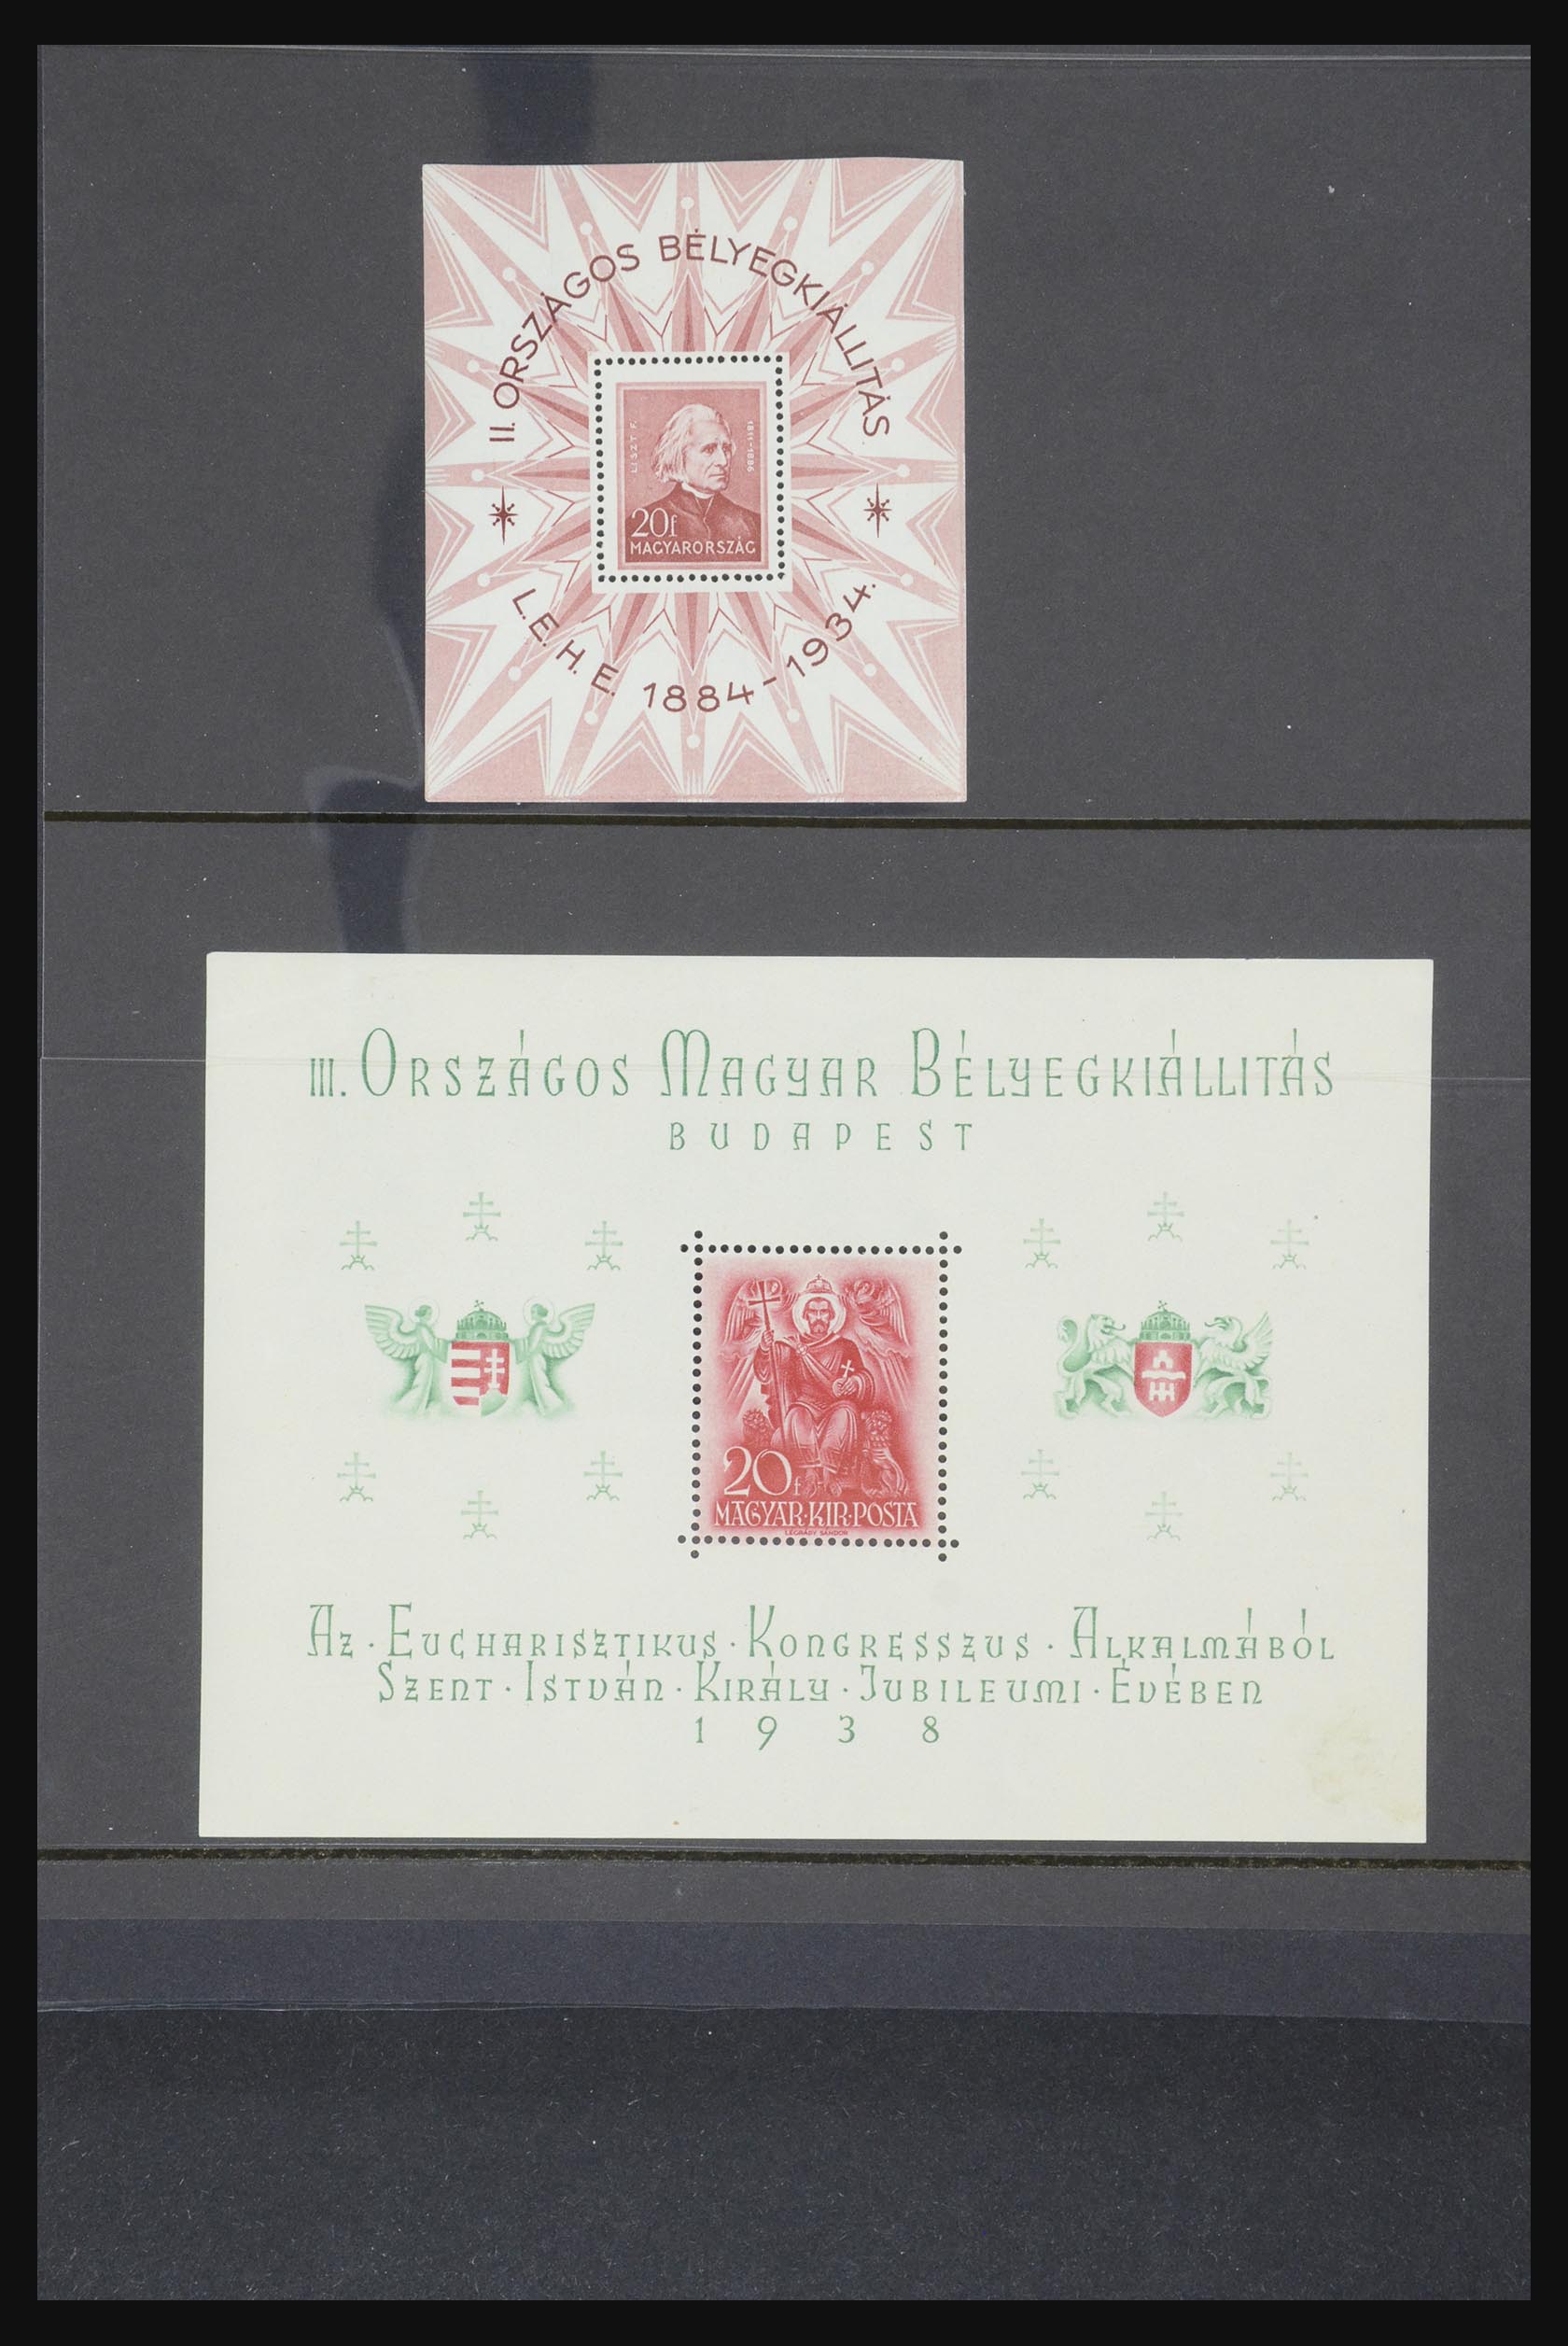 II. ORSZÁGOS BÉLYEGKIÁLLITÁS
LISZT F.
1811-1886
20f
MAGYARORSZÁG
L.E.H.E. 1884-1934.
III. ORSZÁGOS MAGYAR BÉLYEGKIÁLLITÁS
BUDAPEST
20f
MAGYAR·KIR·POSTA
LÉGRÁDY SÁNDOR
AZ · EUCHARISZTIKUS · KONGRESSZUS · ALKALMÁBÓL
SZENT · ISTVÁN · KIRÁLY · JUBILEUMI · ÉVÉBEN
1938